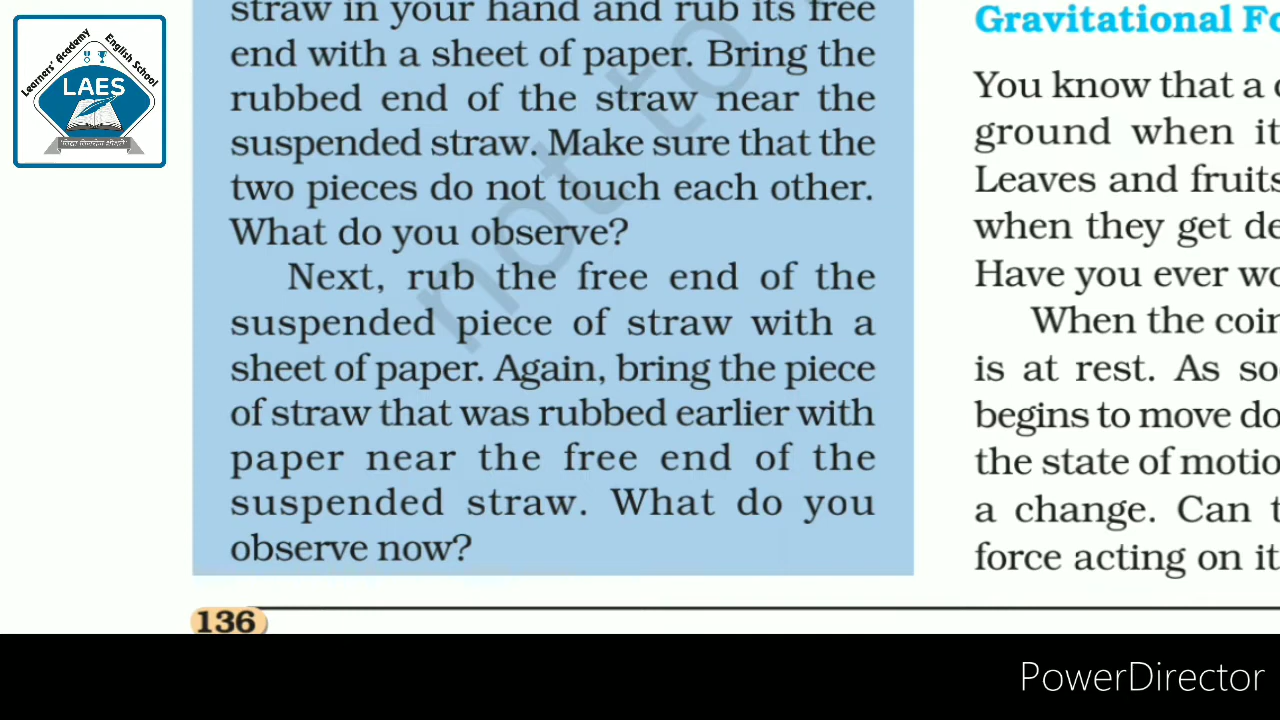 Learners' Academy English School
LAES
straw in your hand and rub its free
end with a sheet of paper. Bring the
rubbed end of the straw near the
suspended straw. Make sure that the
two pieces do not touch each other.
What do you observe?
Next, rub the free end of the
suspended piece of straw with a
sheet of paper. Again, bring the piece
of straw that was rubbed earlier with
paper near the free end of the
suspended straw. What do you
observe now?
136
not to
Gravitational Fo
You know that a
ground when it
Leaves and fruits
when they get de
Have you ever wo
When the coin
is at rest. As so
begins to move do
the state of motio
a change. Can t
force acting on it
PowerDirector